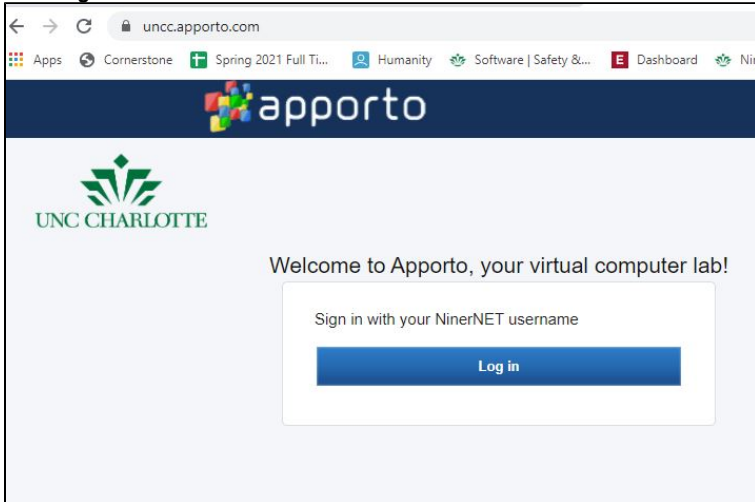 uncc.apporto.com
Apps Cornerstone Spring 2021 Full Ti... Humanity Software | Safety &... E Dashboard
apporto
UNC CHARLOTTE
Welcome to Apporto, your virtual computer lab!
Sign in with your NinerNET username
Log in